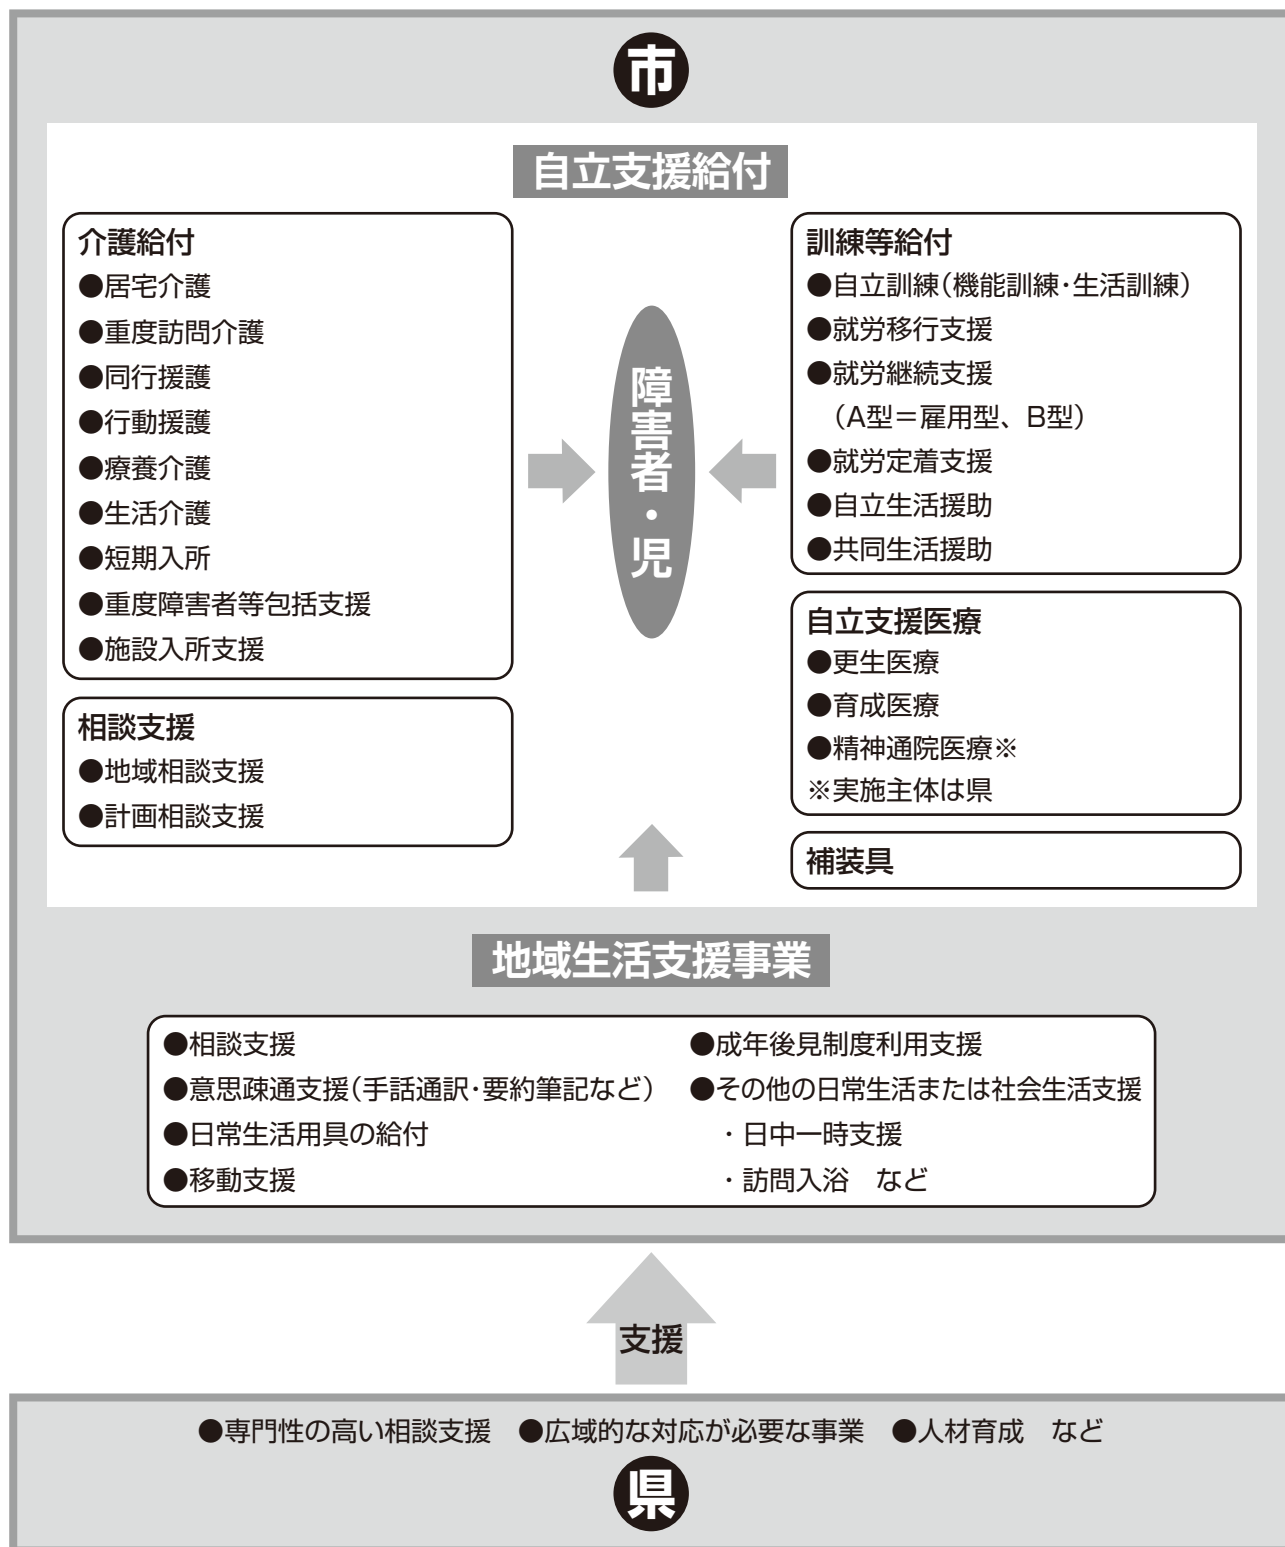 市
自立支援給付
介護給付
●居宅介護
●重度訪問介護
●同行援護
●行動援護
●療養介護
●生活介護
●短期入所
●重度障害者等包括支援
●施設入所支援
相談支援
●地域相談支援
●計画相談支援
障害者・児
訓練等給付
●自立訓練(機能訓練・生活訓練)
●就労移行支援
●就労継続支援
(A型=雇用型、B型)
●就労定着支援
●自立生活援助
●共同生活援助
自立支援医療
●更生医療
●育成医療
●精神通院医療※
※実施主体は県
補装具
地域生活支援事業
●相談支援
●意思疎通支援(手話通訳・要約筆記など)
●日常生活用具の給付
●移動支援
●成年後見制度利用支援
●その他の日常生活または社会生活支援
・日中一時支援
・訪問入浴 など
支援
●専門性の高い相談支援 ●広域的な対応が必要な事業 ●人材育成 など
県